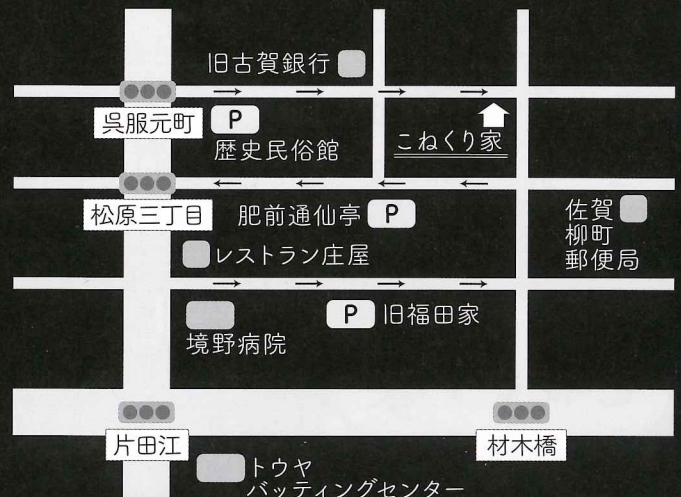 旧古賀銀行
呉服元町
P
歴史民俗館
こねくり家
松原三丁目
肥前通仙亭 P
佐賀
柳町
郵便局
レストラン庄屋
P 旧福田家
境野病院
片田江
材木橋
トウヤ
バッティングセンター